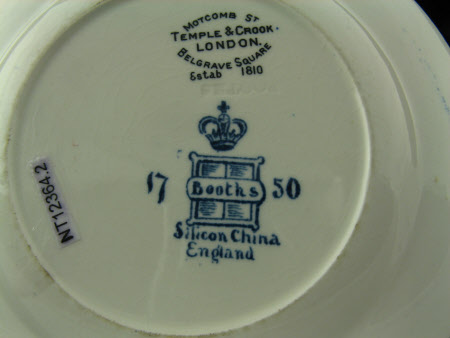 MOTCOMB ST
TEMPLE & CROOK.
LONDON.
BELGRAVE SQUARE
Estab 1810
17 Booths 50
Silicon China
England
NT12364.2